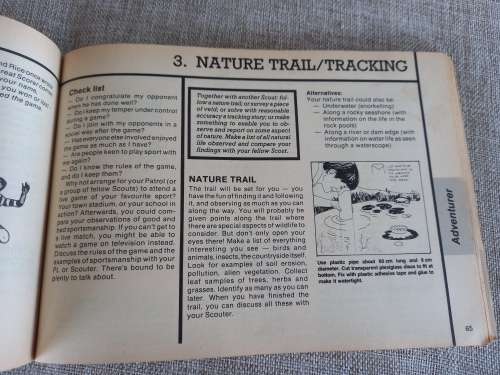 3. NATURE TRAIL/TRACKING
Check list
— Do I congratulate my opponent
when he has done well?
— Do I keep my temper under control
during a game?
— Do I join with my opponents in a
social way after the game?
— Has everyone else involved enjoyed
the game as much as I have?
— Are people keen to play sport with
me again?
— Do I know the rules of the game,
and do I keep them?
Why not arrange for your Patrol (or
a group of fellow Scouts) to attend a
live game of your favourite sport?
Your town stadium, or your school in
action? Afterwards, you could com-
pare your observations of good and
bad sportsmanship. If you can't get to
a live match, you might be able to
watch a game on television instead.
Discuss the rules of the game and the
examples of sportsmanship with your
PL or Scouter. There's bound to be
plenty to talk about.
Together with another Scout: fol-
low a nature trail; or survey a piece
of veld; or solve with reasonable
accuracy a tracking story; or make
something to enable you to ob-
serve and report on some aspect
of nature. Make a list of all natural
life observed and compare your
findings with your fellow Scout.
NATURE TRAIL
The trail will be set for you — you
have the fun of finding it and following
it, and observing as much as you can
along the way. You will probably be
given points along the trail where
there are special aspects of wildlife to
consider. But don't only open your
eyes there! Make a list of everything
interesting you see — birds and
animals, insects, the countryside itself.
Look for examples of soil erosion,
pollution, alien vegetation. Collect
leaf samples of trees, herbs and
grasses. Identify as many as you can
later. When you have finished the
trail, you can discuss all these with
your Scouter.
Alternatives:
Your nature trail could also be
— Underwater (snorkelling)
— Along a rocky seashore (with
information on the life in the
rock pools)
— Along a river or dam edge (with
information on water life as seen
through a waterscope)
Use plastic pipe about 60 cm long and 9 cm
diameter. Cut transparent plexiglass discs to fit at
bottom. Fix with plastic adhesive tape and glue to
make it watertight.
Adventurer
65